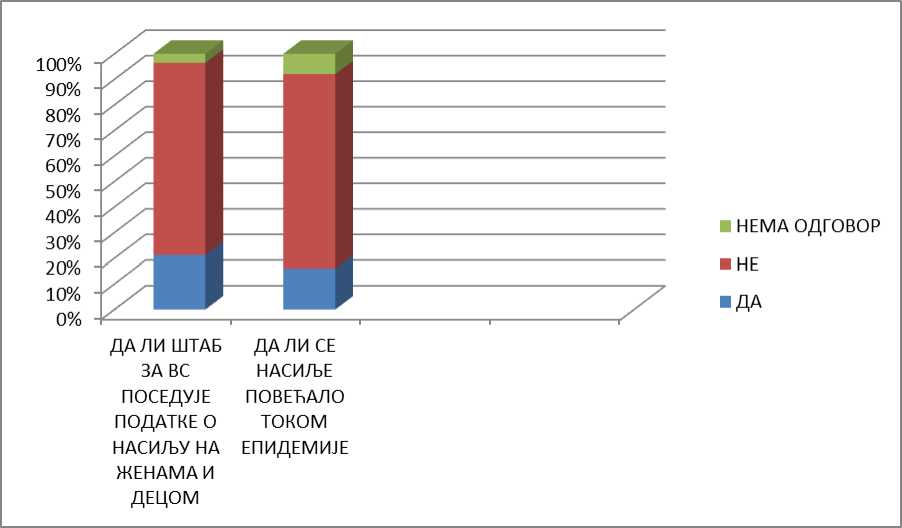 100%
90%
80%
70%
60%
50%
40%
30%
20%
10%
0%
ДА ЛИ ШТАБ
ЗА ВС
ПОСЕДУЈЕ
ПОДАТКЕ О
НАСИЉУ НА
ЖЕНАМА И
ДЕЦОМ
ДА ЛИ СЕ
НАСИЉЕ
ПОВЕЋАЛО
ТОКОМ
ЕПИДЕМИЈЕ
НЕМА ОДГОВОР
НЕ
ДА